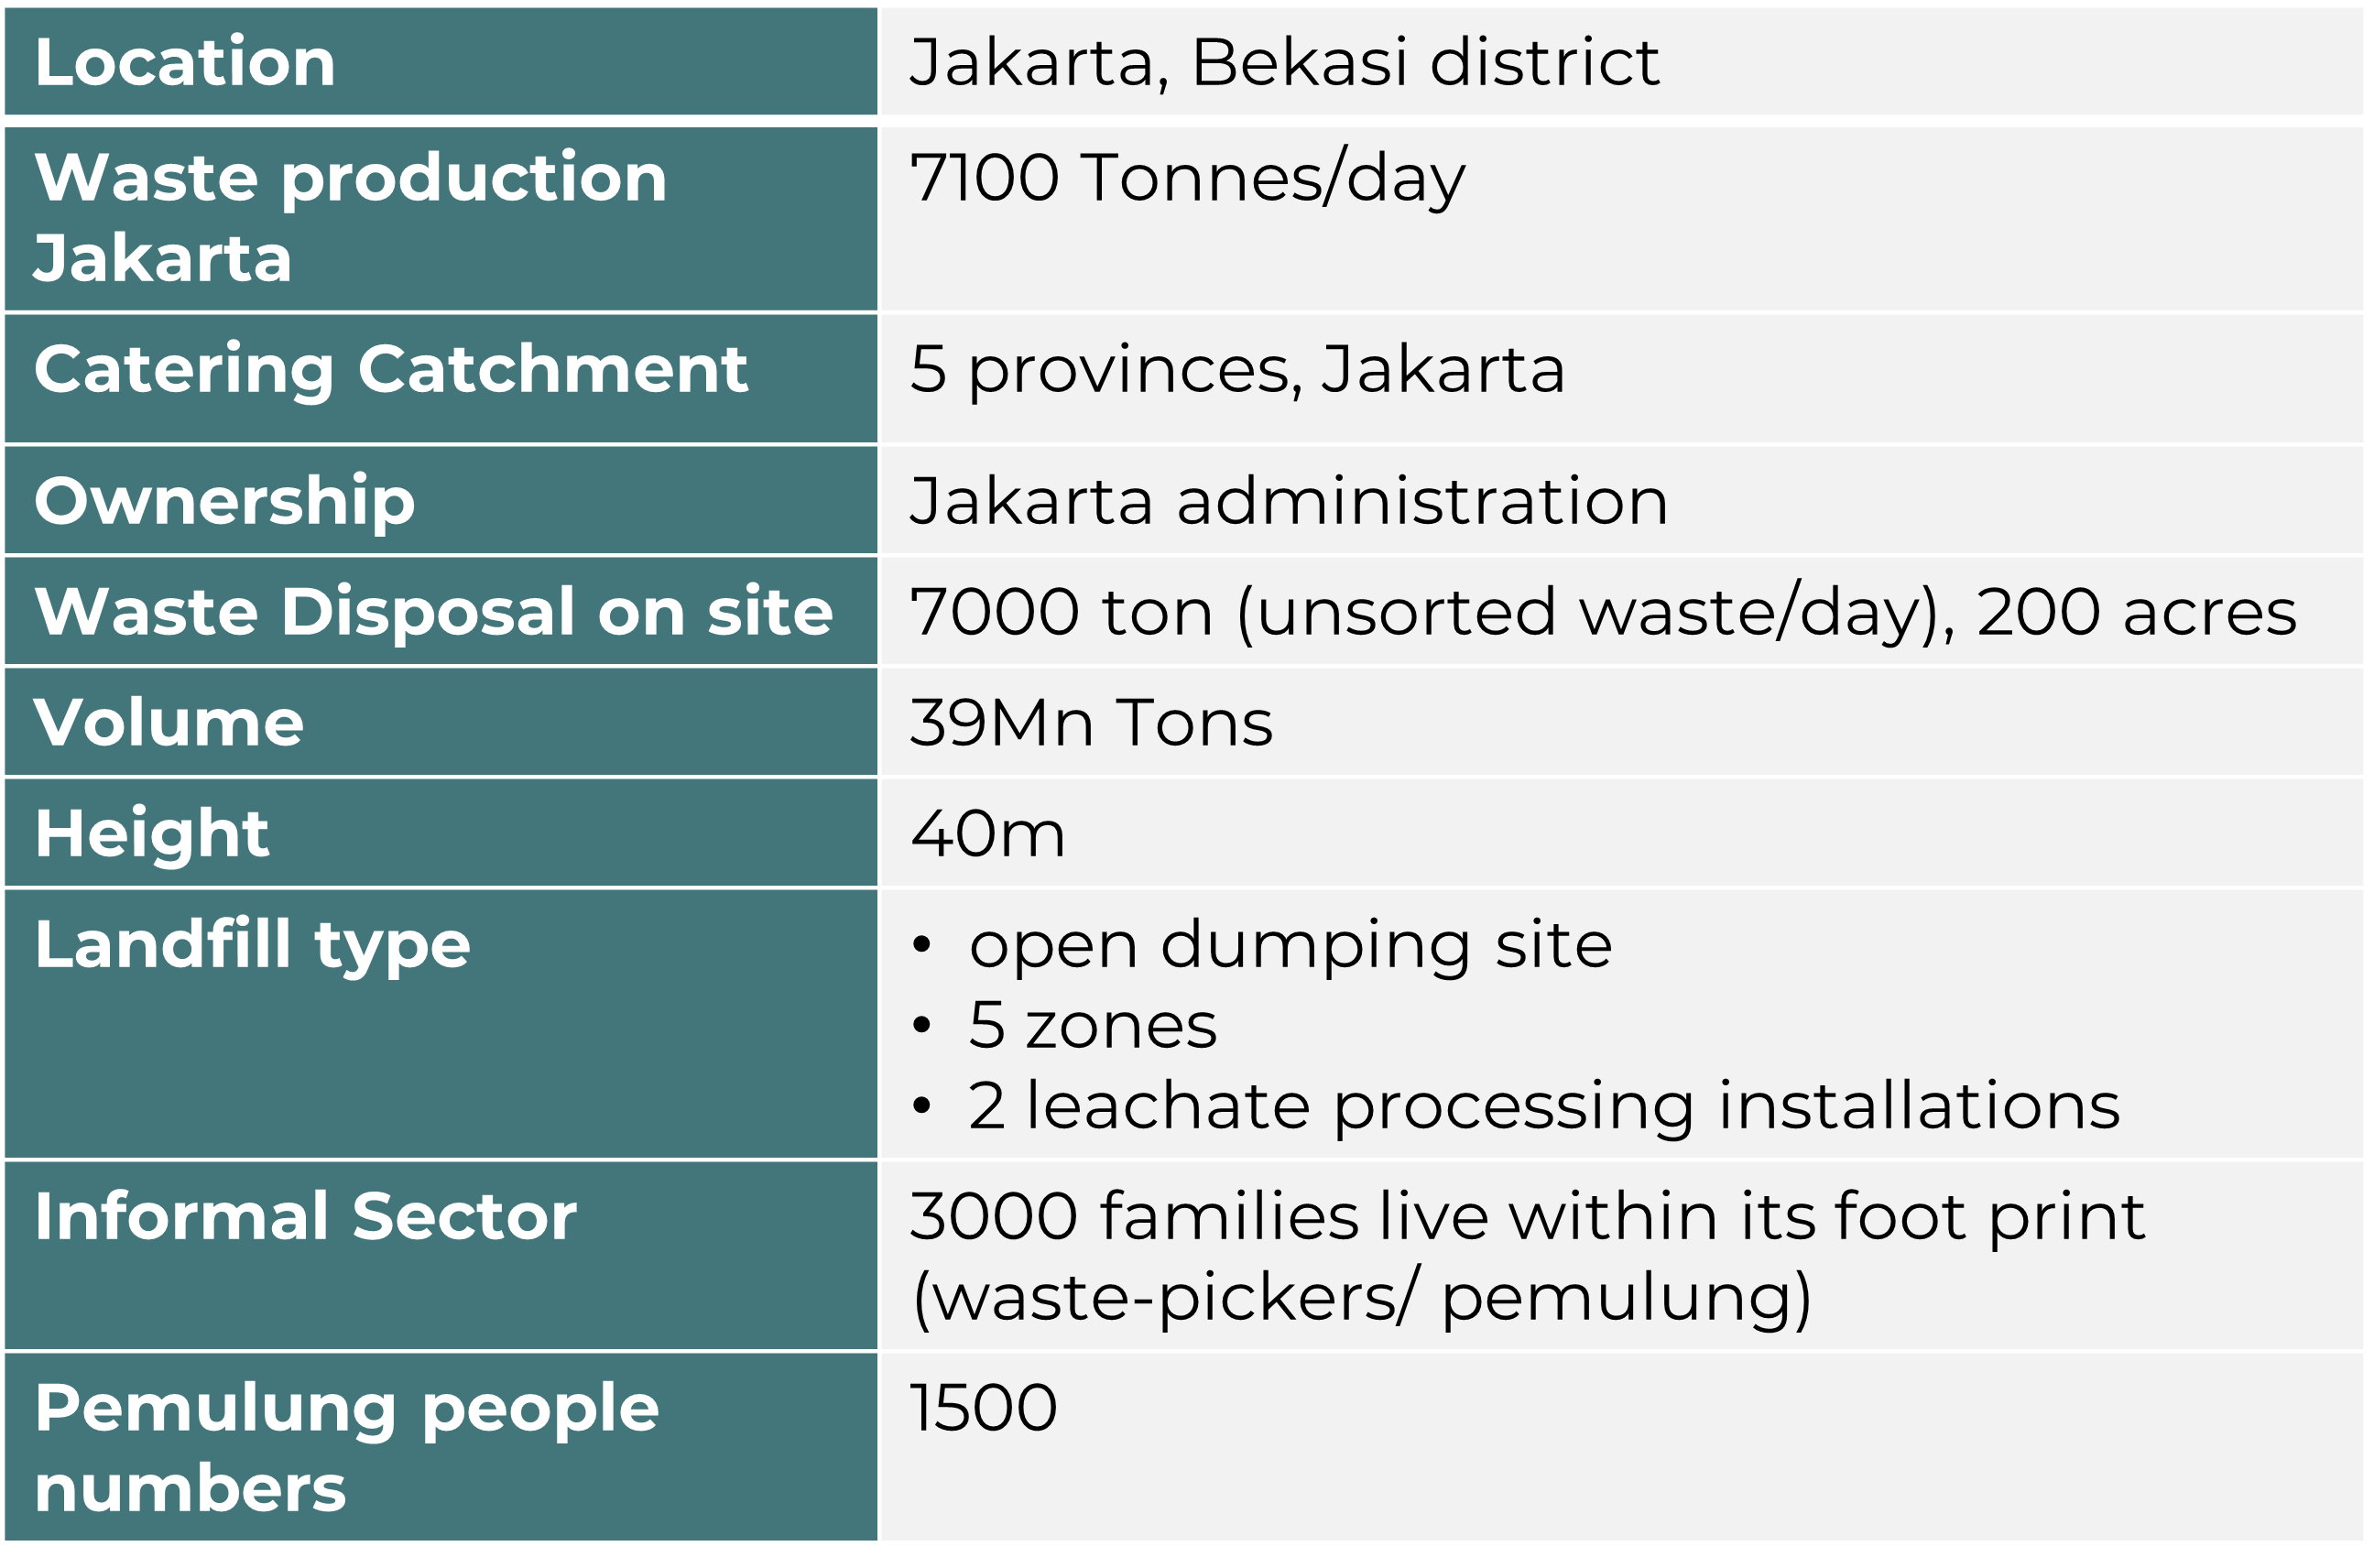 Location
Jakarta, Bekasi district
Waste production
Jakarta
7100 Tonnes/day
Catering Catchment
5 provinces, Jakarta
Ownership
Jakarta administration
Waste Disposal on site
7000 ton (unsorted waste/day), 200 acres
Volume
39Mn Tons
Height
40m
Landfill type
• open dumping site
• 5 zones
• 2 leachate processing installations
Informal Sector
3000 families live within its foot print
(waste-pickers/ pemulung)
Pemulung people
numbers
1500